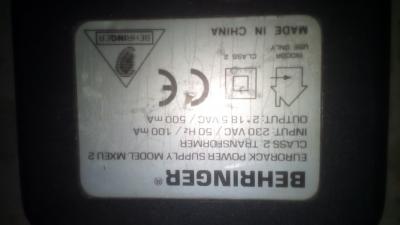 BEHRINGER®
EURORACK POWER SUPPLY MODEL MXEU 2
CLASS 2 TRANSFORMER
INPUT: 230 VAC / 50 Hz / 100 mA
OUTPUT: 2*18.5 VAC / 500 mA
CE
INDOOR
USE ONLY
CLASS 2
BEHRINGER
MADE IN CHINA